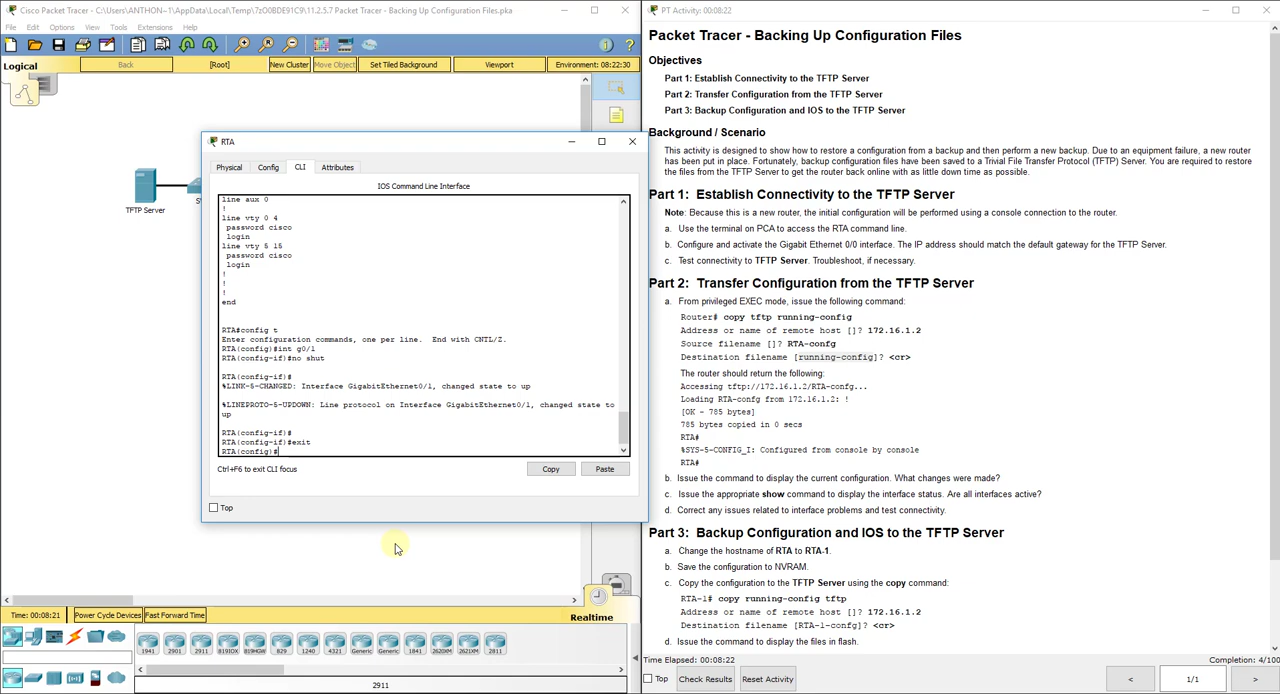 Cisco Packet Tracer - C:\Users\ANTHON~1\AppData\Local\Temp\7zO0BDE91C9\11.2.5.7 Packet Tracer - Backing Up Configuration Files.pka
File Edit Options View Tools Extensions Help
Logical
Back
[Root]
New Cluster
Move Object
Set Tiled Background
Viewport
Environment: 08:22:30
TFTP Server
RTA
Physical Config CLI Attributes
IOS Command Line Interface
line aux 0
!
line vty 0 4
password cisco
login
line vty 5 15
password cisco
login
!
!
!
end
RTA#config t
Enter configuration commands, one per line. End with CNTL/Z.
RTA(config)#int g0/1
RTA(config-if)#no shut
RTA(config-if)#
%LINK-5-CHANGED: Interface GigabitEthernet0/1, changed state to up
%LINEPROTO-5-UPDOWN: Line protocol on Interface GigabitEthernet0/1, changed state to
up
RTA(config-if)#
RTA(config-if)#exit
RTA(config)#
Ctrl+F6 to exit CLI focus
Copy
Paste
Top
Time: 00:08:21
Power Cycle Devices
Fast Forward Time
Realtime
1941 2901 2911 819IOX 819HGW 829 1240 4321 Generic Generic 1841 2620XM 2621XM 2811
2911
PT Activity: 00:08:22
Packet Tracer - Backing Up Configuration Files
Objectives
Part 1: Establish Connectivity to the TFTP Server
Part 2: Transfer Configuration from the TFTP Server
Part 3: Backup Configuration and IOS to the TFTP Server
Background / Scenario
This activity is designed to show how to restore a configuration from a backup and then perform a new backup. Due to an equipment failure, a new router
has been put in place. Fortunately, backup configuration files have been saved to a Trivial File Transfer Protocol (TFTP) Server. You are required to restore
the files from the TFTP Server to get the router back online with as little down time as possible.
Part 1: Establish Connectivity to the TFTP Server
Note: Because this is a new router, the initial configuration will be performed using a console connection to the router.
a. Use the terminal on PCA to access the RTA command line.
b. Configure and activate the Gigabit Ethernet 0/0 interface. The IP address should match the default gateway for the TFTP Server.
c. Test connectivity to TFTP Server. Troubleshoot, if necessary.
Part 2: Transfer Configuration from the TFTP Server
a. From privileged EXEC mode, issue the following command:
Router# copy tftp running-config
Address or name of remote host []? 172.16.1.2
Source filename []? RTA-confg
Destination filename [running-config]? <cr>
The router should return the following:
Accessing tftp://172.16.1.2/RTA-confg...
Loading RTA-confg from 172.16.1.2: !
[OK - 785 bytes]
785 bytes copied in 0 secs
RTA#
%SYS-5-CONFIG_I: Configured from console by console
RTA#
b. Issue the command to display the current configuration. What changes were made?
c. Issue the appropriate show command to display the interface status. Are all interfaces active?
d. Correct any issues related to interface problems and test connectivity.
Part 3: Backup Configuration and IOS to the TFTP Server
a. Change the hostname of RTA to RTA-1.
b. Save the configuration to NVRAM.
c. Copy the configuration to the TFTP Server using the copy command:
RTA-1# copy running-config tftp
Address or name of remote host []? 172.16.1.2
Destination filename [RTA-1-confg]? <cr>
d. Issue the command to display the files in flash.
Time Elapsed: 00:08:22
Completion: 4/100
Top
Check Results
Reset Activity
<
1/1
>